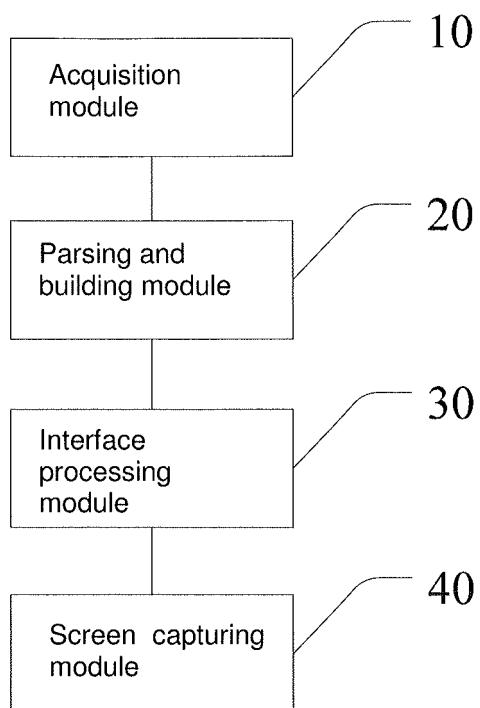 10
Acquisition
module
20
Parsing and
building module
30
Interface
processing
module
40
Screen capturing
module